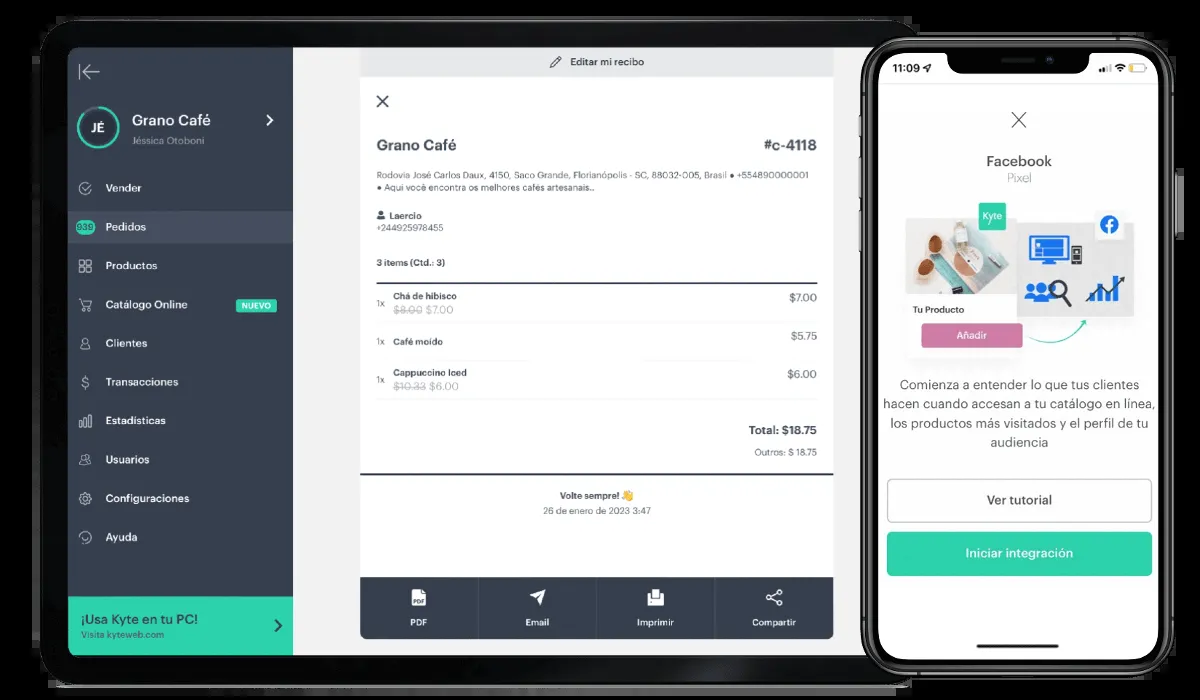 JÉ
Grano Café
Jéssica Otoboni
Vender
939
Pedidos
Productos
Catálogo Online
NUEVO
Clientes
Transacciones
Estadísticas
Usuarios
Configuraciones
Ayuda
¡Usa Kyte en tu PC!
Visita kyteweb.com
Editar mi recibo
Grano Café
#c-4118
Rodovia José Carlos Daux, 4150, Saco Grande, Florianópolis - SC, 88032-005, Brasil ● +554890000001
● Aqui você encontra os melhores cafés artesanais..
Laercio
+244925978455
3 items (Ctd.: 3)
1x Chá de hibisco $7.00
$8.00 $7.00
1x Café moído $5.75
1x Cappuccino Iced $6.00
$10.33 $6.00
Total: $18.75
Outros: $ 18.75
Volte sempre! 👋
26 de enero de 2023 3:47
PDF
PDF
Email
Imprimir
Compartir
11:09
Facebook
Pixel
Kyte
Tu Producto
Añadir
Comienza a entender lo que tus clientes
hacen cuando accesan a tu catálogo en línea,
los productos más visitados y el perfil de tu
audiencia
Ver tutorial
Iniciar integración